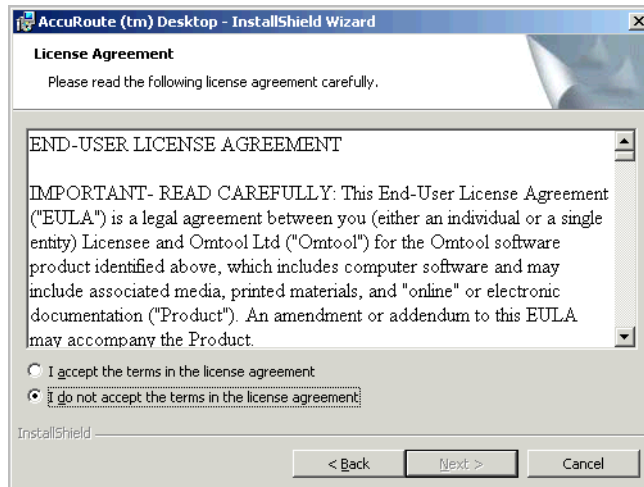 AccuRoute (tm) Desktop - InstallShield Wizard
License Agreement
Please read the following license agreement carefully.
END-USER LICENSE AGREEMENT
IMPORTANT- READ CAREFULLY: This End-User License Agreement
("EULA") is a legal agreement between you (either an individual or a single
entity) Licensee and Omtool Ltd ("Omtool") for the Omtool software
product identified above, which includes computer software and may
include associated media, printed materials, and "online" or electronic
documentation ("Product"). An amendment or addendum to this EULA
may accompany the Product.
I accept the terms in the license agreement
I do not accept the terms in the license agreement
InstallShield
< Back Next > Cancel